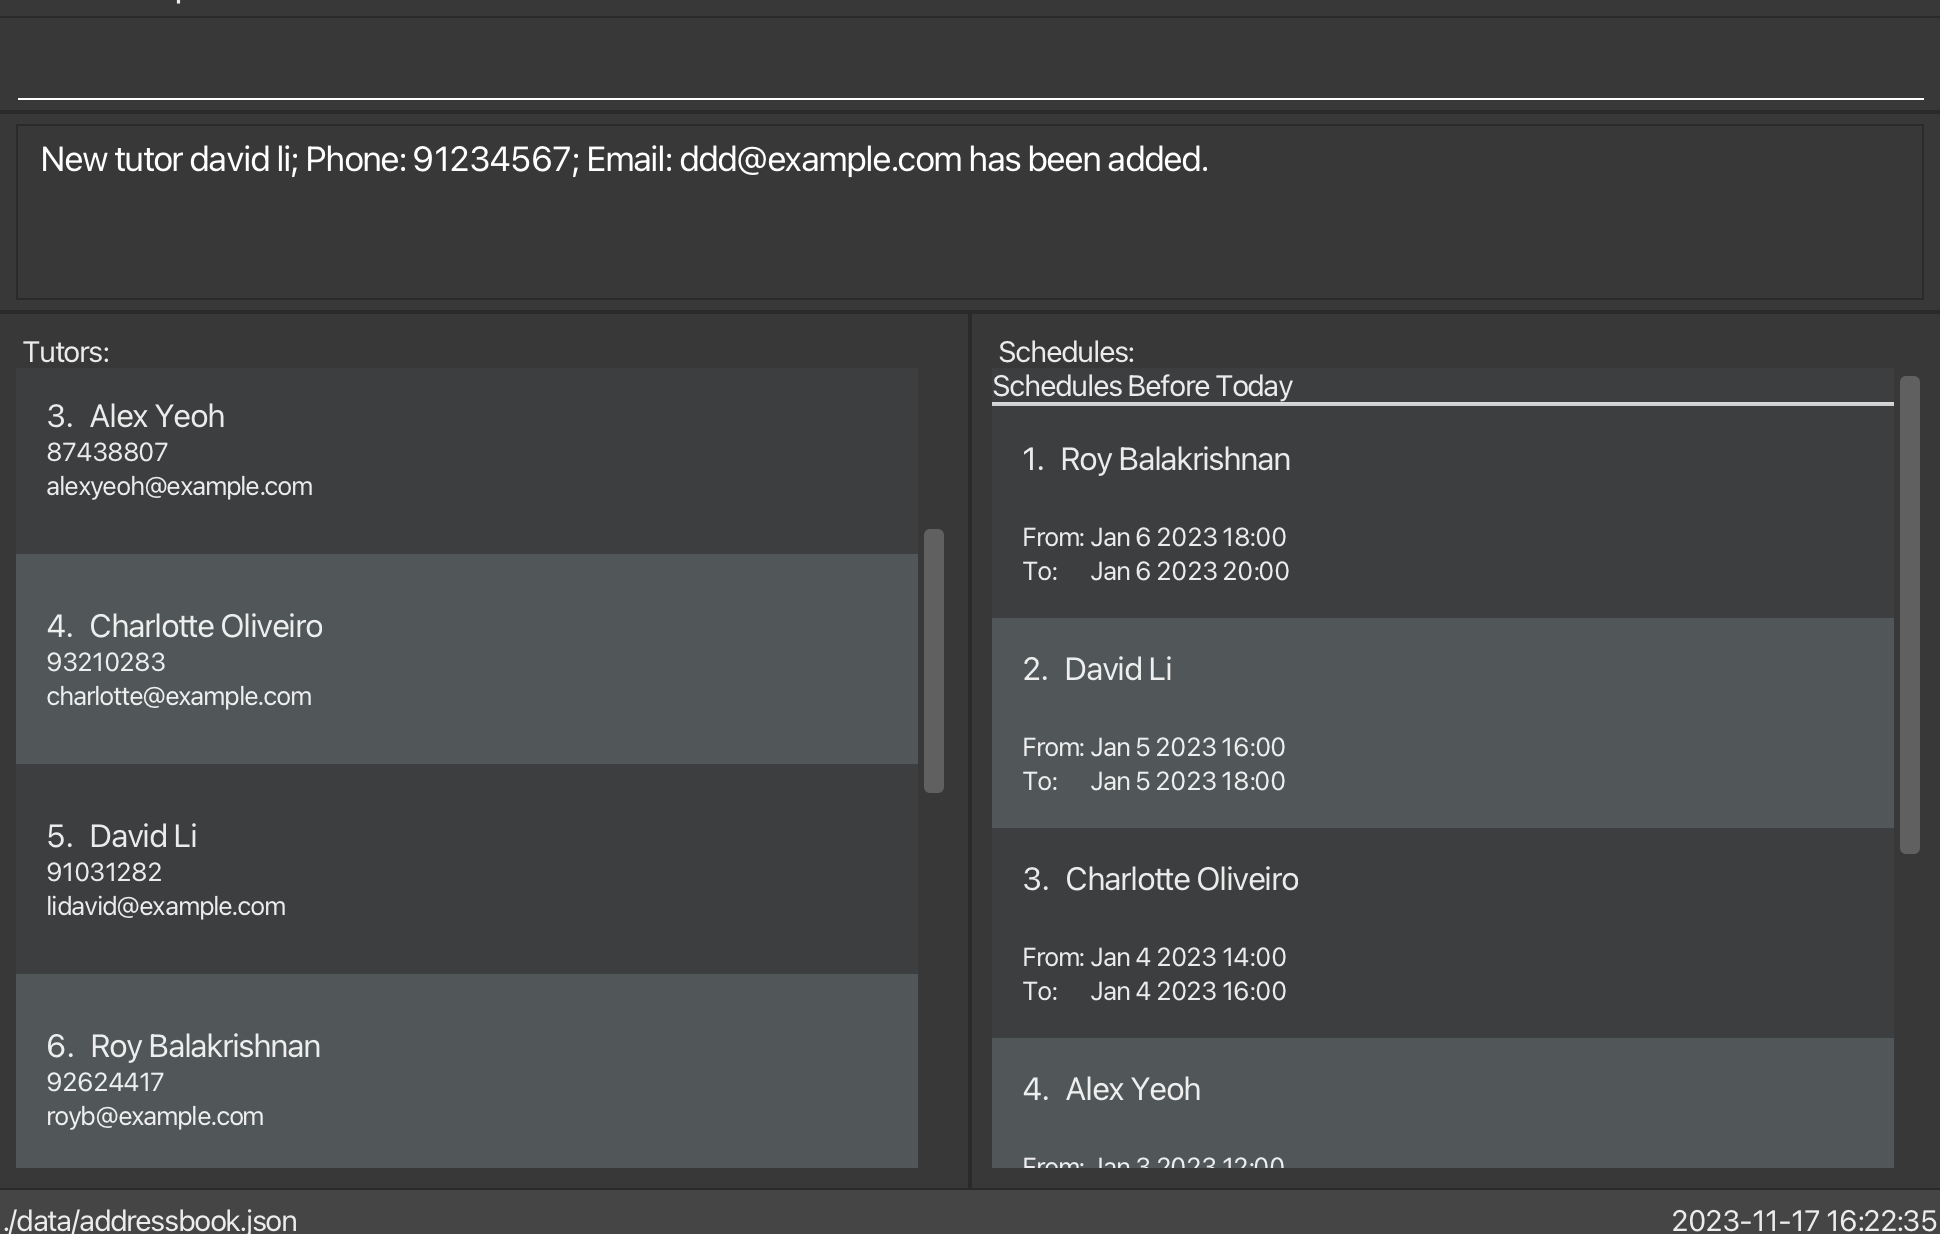 New tutor david li; Phone: 91234567; Email: ddd@example.com has been added.
Tutors:
3. Alex Yeoh
87438807
alexyeoh@example.com
4. Charlotte Oliveiro
93210283
charlotte@example.com
5. David Li
91031282
lidavid@example.com
6. Roy Balakrishnan
92624417
royb@example.com
Schedules:
Schedules Before Today
1. Roy Balakrishnan
From: Jan 6 2023 18:00
To: Jan 6 2023 20:00
2. David Li
From: Jan 5 2023 16:00
To: Jan 5 2023 18:00
3. Charlotte Oliveiro
From: Jan 4 2023 14:00
To: Jan 4 2023 16:00
4. Alex Yeoh
From: Jan 3 2023 12:00
./data/addressbook.json
2023-11-17 16:22:35